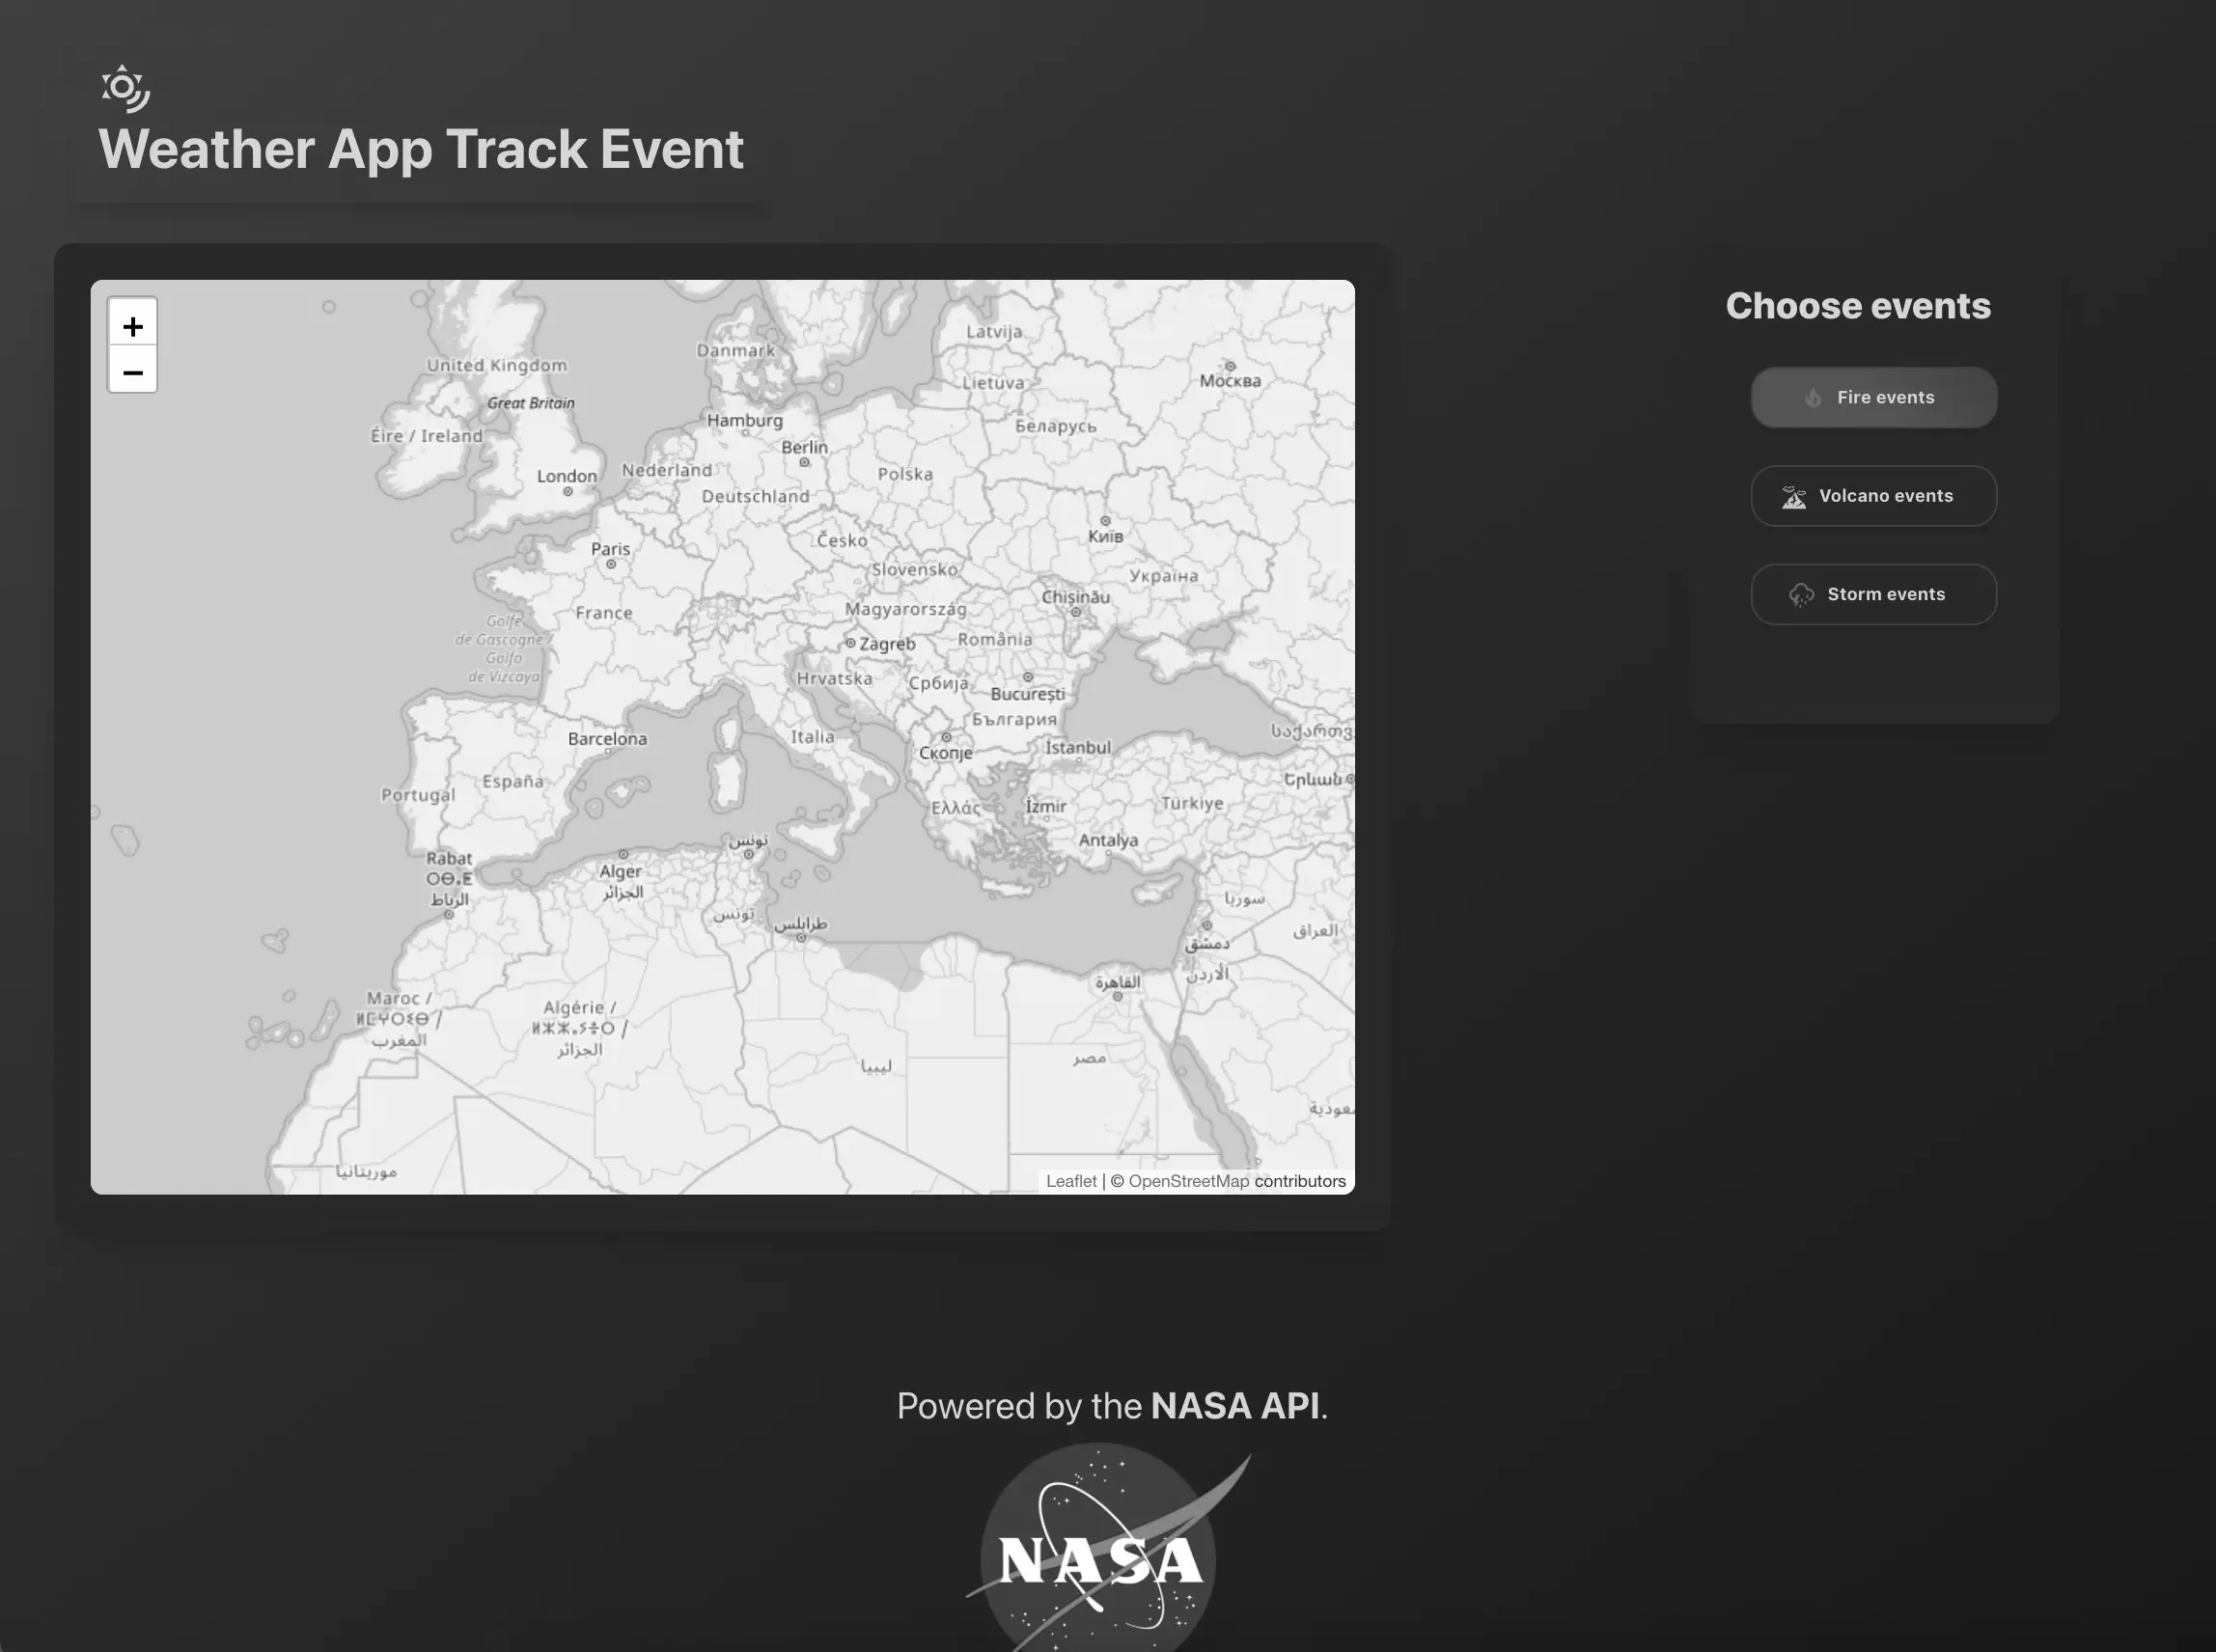 Weather App Track Event
+
−
Latvija
Danmark
United Kingdom
Москва
Lietuva
Great Britain
Hamburg
Беларусь
Éire / Ireland
Berlin
London
Nederland
Polska
Deutschland
Київ
Česko
Paris
Slovensko
Україна
Chișinău
Magyarország
France
Golfe
de Gascogne /
Golfo
de Vizcaya
Zagreb
România
Hrvatska
Србија
București
България
საქართვ
Barcelona
Italia
İstanbul
Скопје
España
Երևան
Portugal
Türkiye
Ελλάς
İzmir
تونس
Antalya
Rabat
ⵔⴱⴰⵟ
الرباط
Alger
الجزائر
سوريا
تونس
طرابلس
العراق
دمشق
الأردن
القاهرة
Maroc /
ⵍⵎⵖⵔⵉⴱ /
المغرب
Algérie /
ⵍⵣⵣⴰⵢⴻⵔ /
الجزائر
ليبيا
مصر
عودية
موريتانيا
Leaflet | © OpenStreetMap contributors
Choose events
Fire events
Volcano events
Storm events
Powered by the NASA API.
NASA